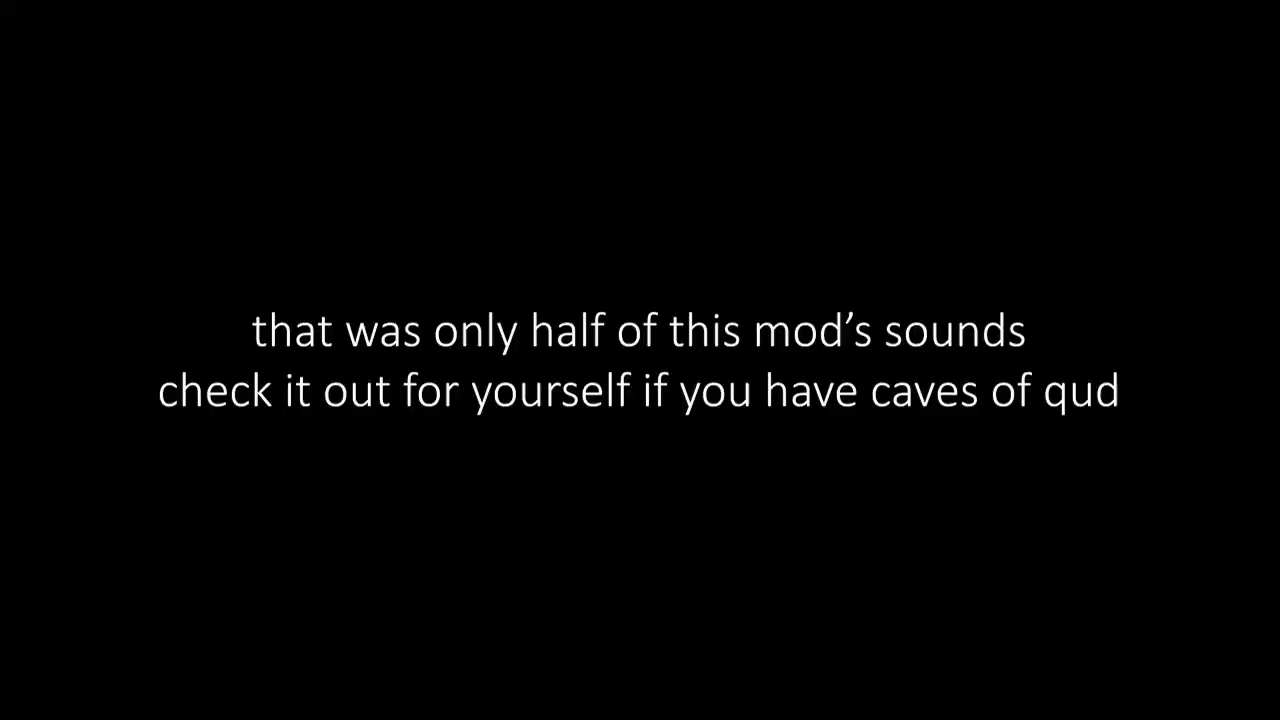 that was only half of this mod’s sounds
check it out for yourself if you have caves of qud